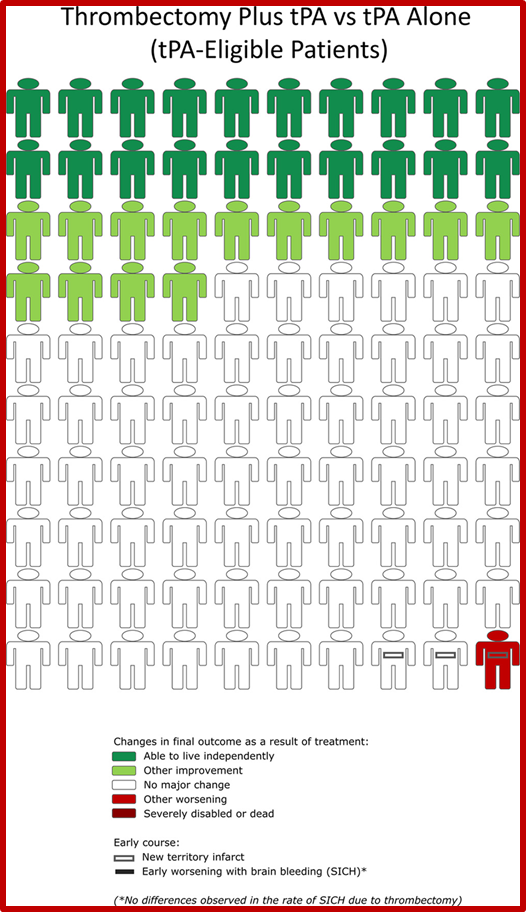 Thrombectomy Plus tPA vs tPA Alone
(tPA-Eligible Patients)
Changes in final outcome as a result of treatment:
Able to live independently
Other improvement
No major change
Other worsening
Severely disabled or dead
Early course:
New territory infarct
Early worsening with brain bleeding (SICH)*
(*No differences observed in the rate of SICH due to thrombectomy)